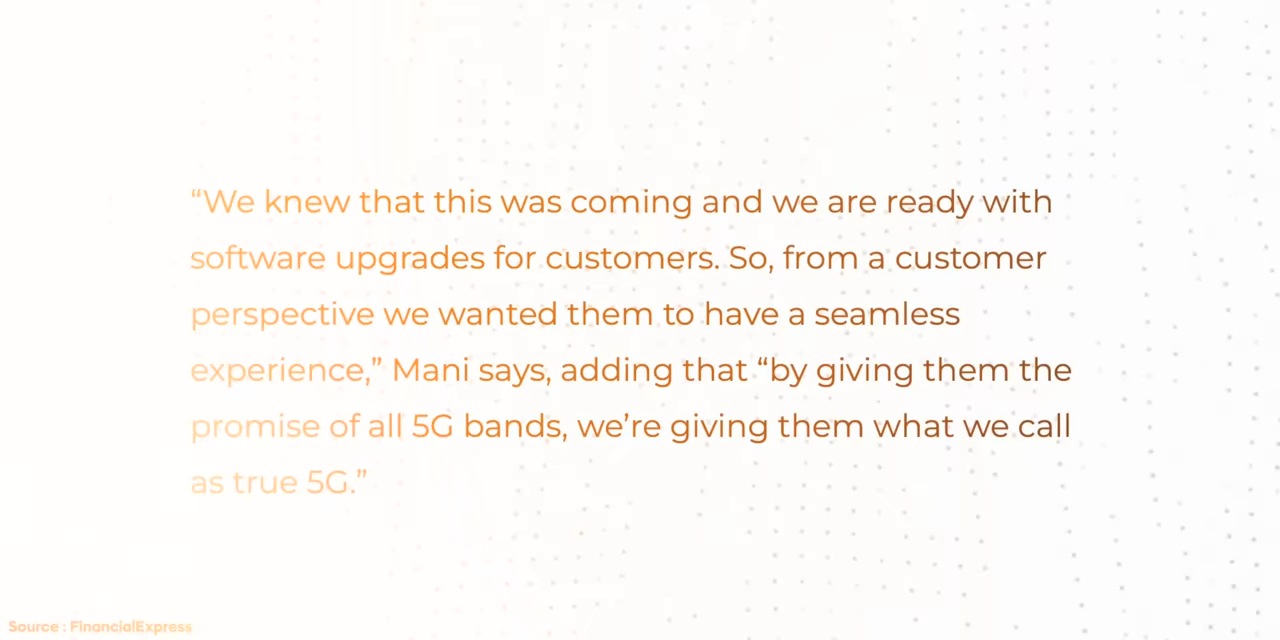 “We knew that this was coming and we are ready with
software upgrades for customers. So, from a customer
perspective we wanted them to have a seamless
experience,” Mani says, adding that “by giving them the
promise of all 5G bands, we’re giving them what we call
as true 5G.”
Source : FinancialExpress